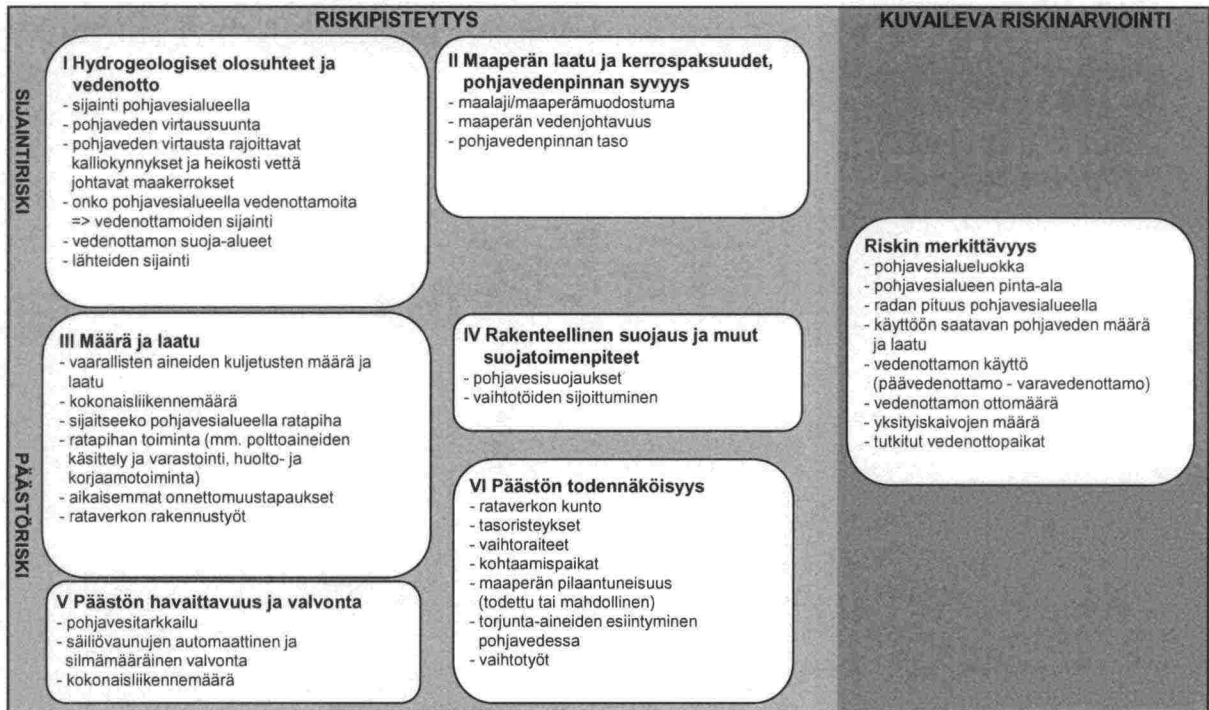 RISKIPISTEYTYS
KUVAILEVA RISKINARVIOINTI
SIJAINTIRISKI
I Hydrogeologiset olosuhteet ja
vedenotto
- sijainti pohjavesialueella
- pohjaveden virtaussuunta
- pohjaveden virtausta rajoittavat
kalliokynnykset ja heikosti vettä
johtavat maakerrokset
- onko pohjavesialueella vedenottamoita
=> vedenottamoiden sijainti
- vedenottamon suoja-alueet
- lähteiden sijainti
II Maaperän laatu ja kerrospaksuudet,
pohjavedenpinnan syvyys
- maalaji/maaperämuodostuma
- maaperän vedenjohtavuus
- pohjavedenpinnan taso
PÄÄSTÖRISKI
III Määrä ja laatu
- vaarallisten aineiden kuljetusten määrä ja
laatu
- kokonaisliikennemäärä
- sijaitseeko pohjavesialueella ratapiha
- ratapihan toiminta (mm. polttoaineiden
käsittely ja varastointi, huolto- ja
korjaamotoiminta)
- aikaisemmat onnettomuustapaukset
- rataverkon rakennustyöt
IV Rakenteellinen suojaus ja muut
suojatoimenpiteet
- pohjavesisuojaukset
- vaihtotöiden sijoittuminen
V Päästön havaittavuus ja valvonta
- pohjavesitarkkailu
- säiliövaunujen automaattinen ja
silmämääräinen valvonta
- kokonaisliikennemäärä
VI Päästön todennäköisyys
- rataverkon kunto
- tasoristeykset
- vaihtoraiteet
- kohtaamispaikat
- maaperän pilaantuneisuus
(todettu tai mahdollinen)
- torjunta-aineiden esiintyminen
pohjavedessa
- vaihtotyöt
Riskin merkittävyys
- pohjavesialueluokka
- pohjavesialueen pinta-ala
- radan pituus pohjavesialueella
- käyttöön saatavan pohjaveden määrä
ja laatu
- vedenottamon käyttö
(päävedenottamo - varavedenottamo)
- vedenottamon ottomäärä
- yksityiskaivojen määrä
- tutkitut vedenottopaikat